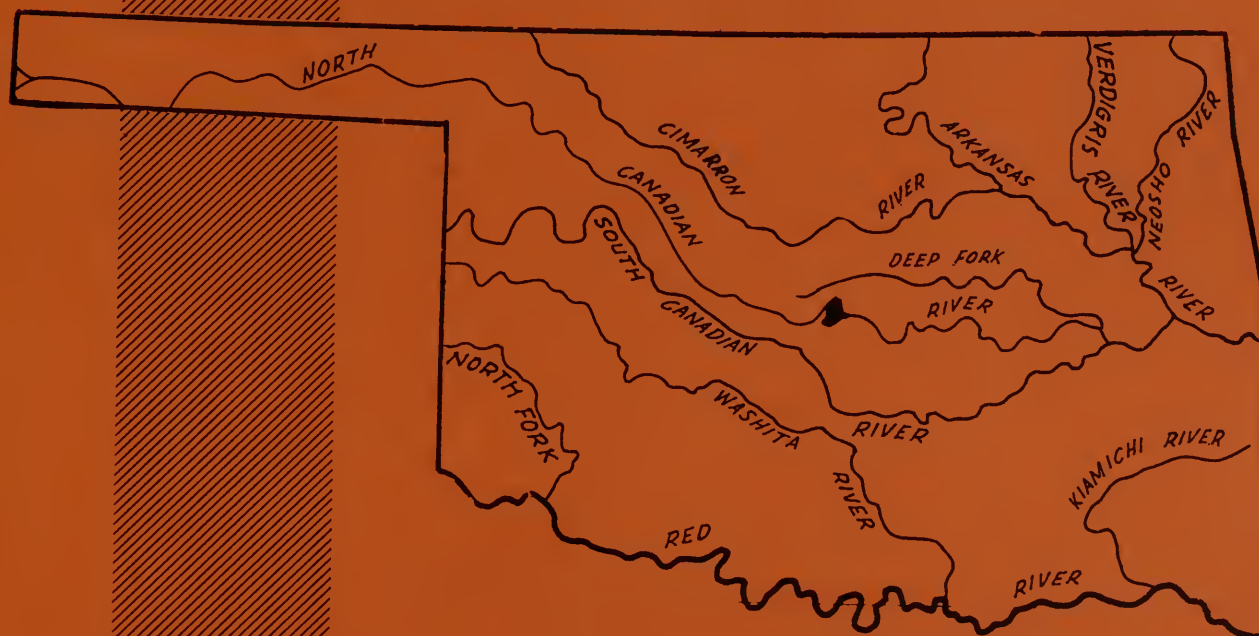 NORTH
CANADIAN
RIVER
CIMARRON
RIVER
ARKANSAS
RIVER
VERDIGRIS
RIVER
NEOSHO
RIVER
DEEP FORK
SOUTH
CANADIAN
RIVER
WASHITA
RIVER
NORTH FORK
RED
RIVER
KIAMICHI RIVER